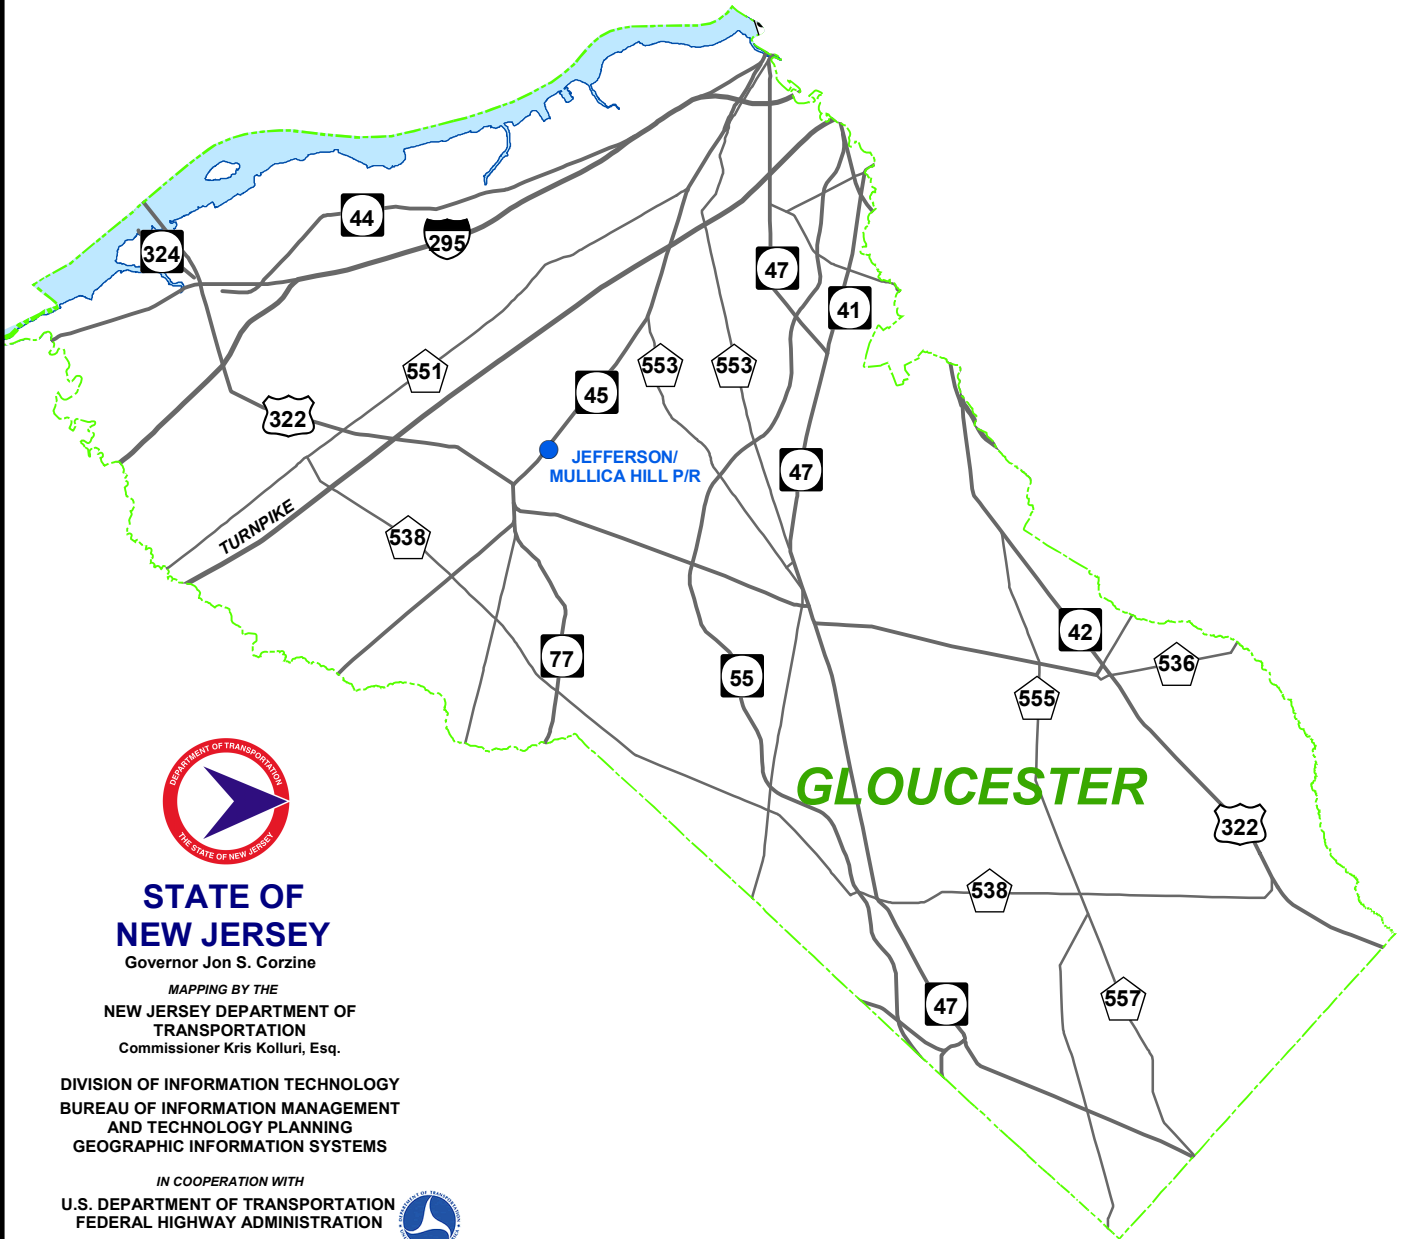 44
295
324
47
41
551
553
553
45
322
JEFFERSON/
MULLICA HILL P/R
47
TURNPIKE
538
42
536
77
55
555
GLOUCESTER
322
538
47
557
DEPARTMENT OF TRANSPORTATION
THE STATE OF NEW JERSEY
STATE OF
NEW JERSEY
Governor Jon S. Corzine
MAPPING BY THE
NEW JERSEY DEPARTMENT OF
TRANSPORTATION
Commissioner Kris Kolluri, Esq.
DIVISION OF INFORMATION TECHNOLOGY
BUREAU OF INFORMATION MANAGEMENT
AND TECHNOLOGY PLANNING
GEOGRAPHIC INFORMATION SYSTEMS
IN COOPERATION WITH
U.S. DEPARTMENT OF TRANSPORTATION
FEDERAL HIGHWAY ADMINISTRATION